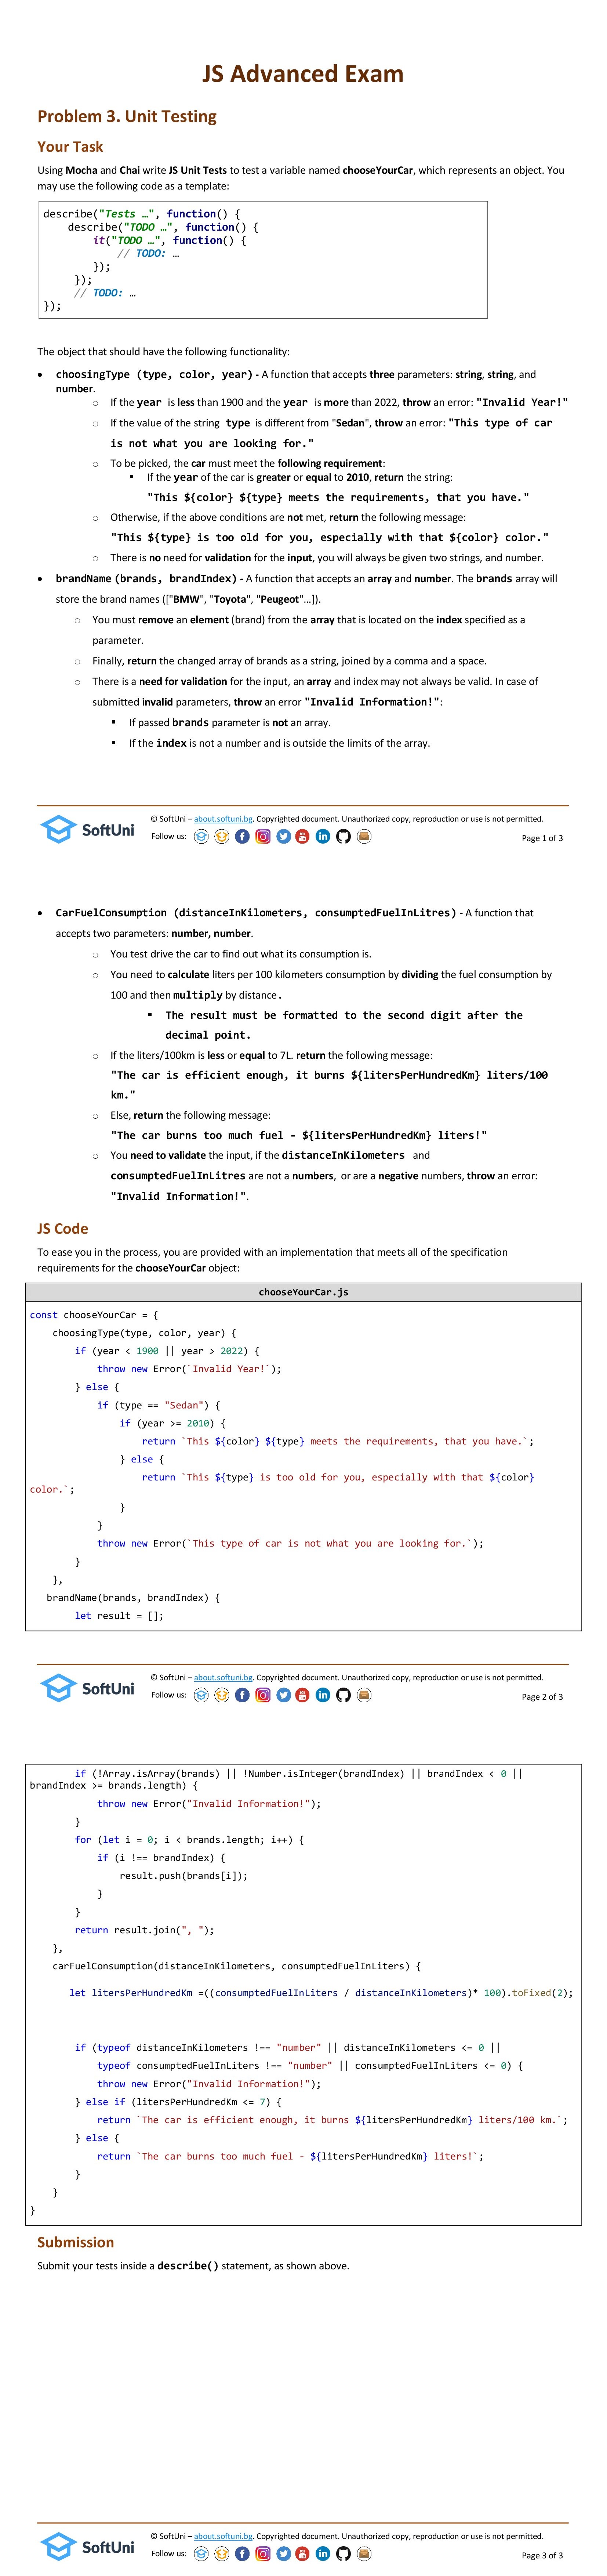 JS Advanced Exam
Problem 3. Unit Testing
Your Task
Using Mocha and Chai write JS Unit Tests to test a variable named chooseYourCar, which represents an object. You
may use the following code as a template:
describe("Tests …", function() {
describe("TODO …", function() {
it("TODO …", function() {
// TODO: …
});
});
// TODO: …
});
The object that should have the following functionality:
• choosingType (type, color, year) - A function that accepts three parameters: string, string, and
number.
o If the year is less than 1900 and the year is more than 2022, throw an error: "Invalid Year!"
o If the value of the string type is different from "Sedan", throw an error: "This type of car
is not what you are looking for."
o To be picked, the car must meet the following requirement:
▪ If the year of the car is greater or equal to 2010, return the string:
"This ${color} ${type} meets the requirements, that you have."
o Otherwise, if the above conditions are not met, return the following message:
"This ${type} is too old for you, especially with that ${color} color."
o There is no need for validation for the input, you will always be given two strings, and number.
• brandName (brands, brandIndex) - A function that accepts an array and number. The brands array will
store the brand names (["BMW", "Toyota", "Peugeot"…]).
o You must remove an element (brand) from the array that is located on the index specified as a
parameter.
o Finally, return the changed array of brands as a string, joined by a comma and a space.
o There is a need for validation for the input, an array and index may not always be valid. In case of
submitted invalid parameters, throw an error "Invalid Information!":
▪ If passed brands parameter is not an array.
▪ If the index is not a number and is outside the limits of the array.
SoftUni
© SoftUni – about.softuni.bg. Copyrighted document. Unauthorized copy, reproduction or use is not permitted.
Follow us:
Page 1 of 3
• CarFuelConsumption (distanceInKilometers, consumptedFuelInLitres) - A function that
accepts two parameters: number, number.
o You test drive the car to find out what its consumption is.
o You need to calculate liters per 100 kilometers consumption by dividing the fuel consumption by
100 and then multiply by distance.
▪ The result must be formatted to the second digit after the
decimal point.
o If the liters/100km is less or equal to 7L. return the following message:
"The car is efficient enough, it burns ${litersPerHundredKm} liters/100
km."
o Else, return the following message:
"The car burns too much fuel - ${litersPerHundredKm} liters!"
o You need to validate the input, if the distanceInKilometers and
consumptedFuelInLitres are not a numbers, or are a negative numbers, throw an error:
"Invalid Information!".
JS Code
To ease you in the process, you are provided with an implementation that meets all of the specification
requirements for the chooseYourCar object:
chooseYourCar.js
const chooseYourCar = {
choosingType(type, color, year) {
if (year < 1900 || year > 2022) {
throw new Error(`Invalid Year!`);
} else {
if (type == "Sedan") {
if (year >= 2010) {
return `This ${color} ${type} meets the requirements, that you have.`;
} else {
return `This ${type} is too old for you, especially with that ${color}
color.`;
}
}
throw new Error(`This type of car is not what you are looking for.`);
}
},
brandName(brands, brandIndex) {
let result = [];
SoftUni
© SoftUni – about.softuni.bg. Copyrighted document. Unauthorized copy, reproduction or use is not permitted.
Follow us:
Page 2 of 3
if (!Array.isArray(brands) || !Number.isInteger(brandIndex) || brandIndex < 0 ||
brandIndex >= brands.length) {
throw new Error("Invalid Information!");
}
for (let i = 0; i < brands.length; i++) {
if (i !== brandIndex) {
result.push(brands[i]);
}
}
return result.join(", ");
},
carFuelConsumption(distanceInKilometers, consumptedFuelInLiters) {
let litersPerHundredKm =((consumptedFuelInLiters / distanceInKilometers)* 100).toFixed(2);
if (typeof distanceInKilometers !== "number" || distanceInKilometers <= 0 ||
typeof consumptedFuelInLiters !== "number" || consumptedFuelInLiters <= 0) {
throw new Error("Invalid Information!");
} else if (litersPerHundredKm <= 7) {
return `The car is efficient enough, it burns ${litersPerHundredKm} liters/100 km.`;
} else {
return `The car burns too much fuel - ${litersPerHundredKm} liters!`;
}
}
}
Submission
Submit your tests inside a describe() statement, as shown above.
SoftUni
© SoftUni – about.softuni.bg. Copyrighted document. Unauthorized copy, reproduction or use is not permitted.
Follow us:
Page 3 of 3